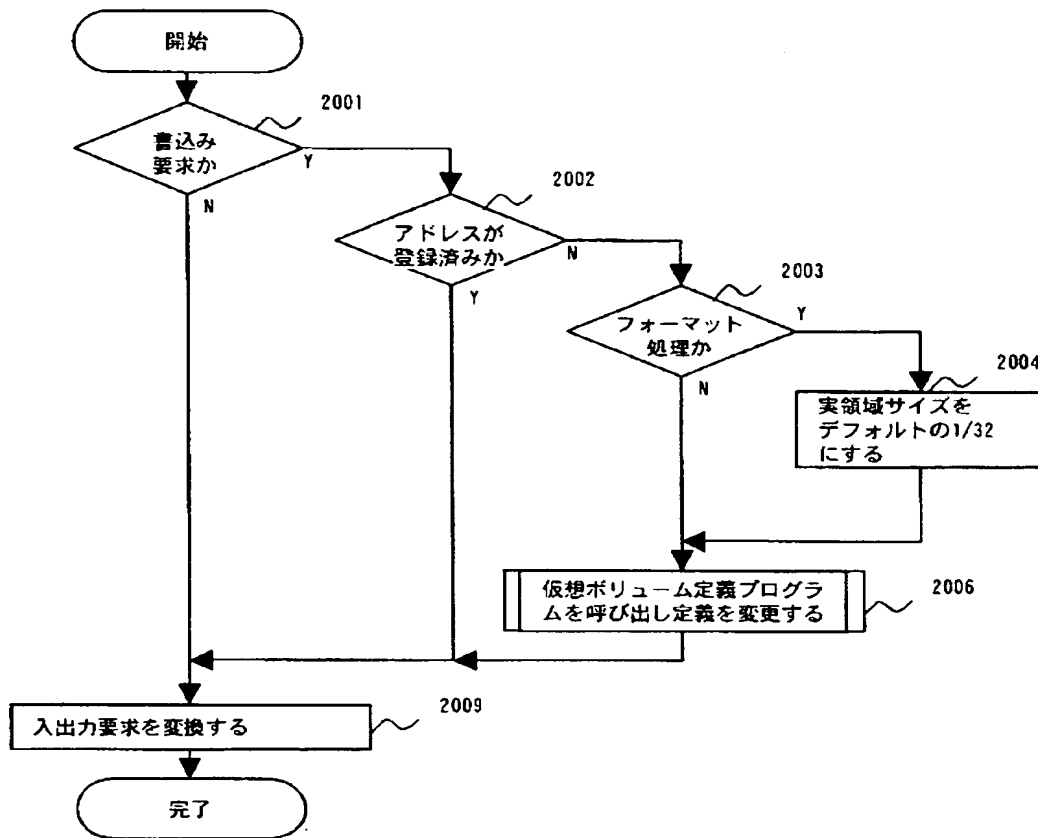 開始
2001
書込み
要求か
Y
N
2002
アドレスが
登録済みか
N
Y
2003
フォーマット
処理か
Y
N
2004
実領域サイズを
デフォルトの1/32
にする
仮想ボリューム定義プログラ
ムを呼び出し定義を変更する
2006
2009
入出力要求を変換する
完了